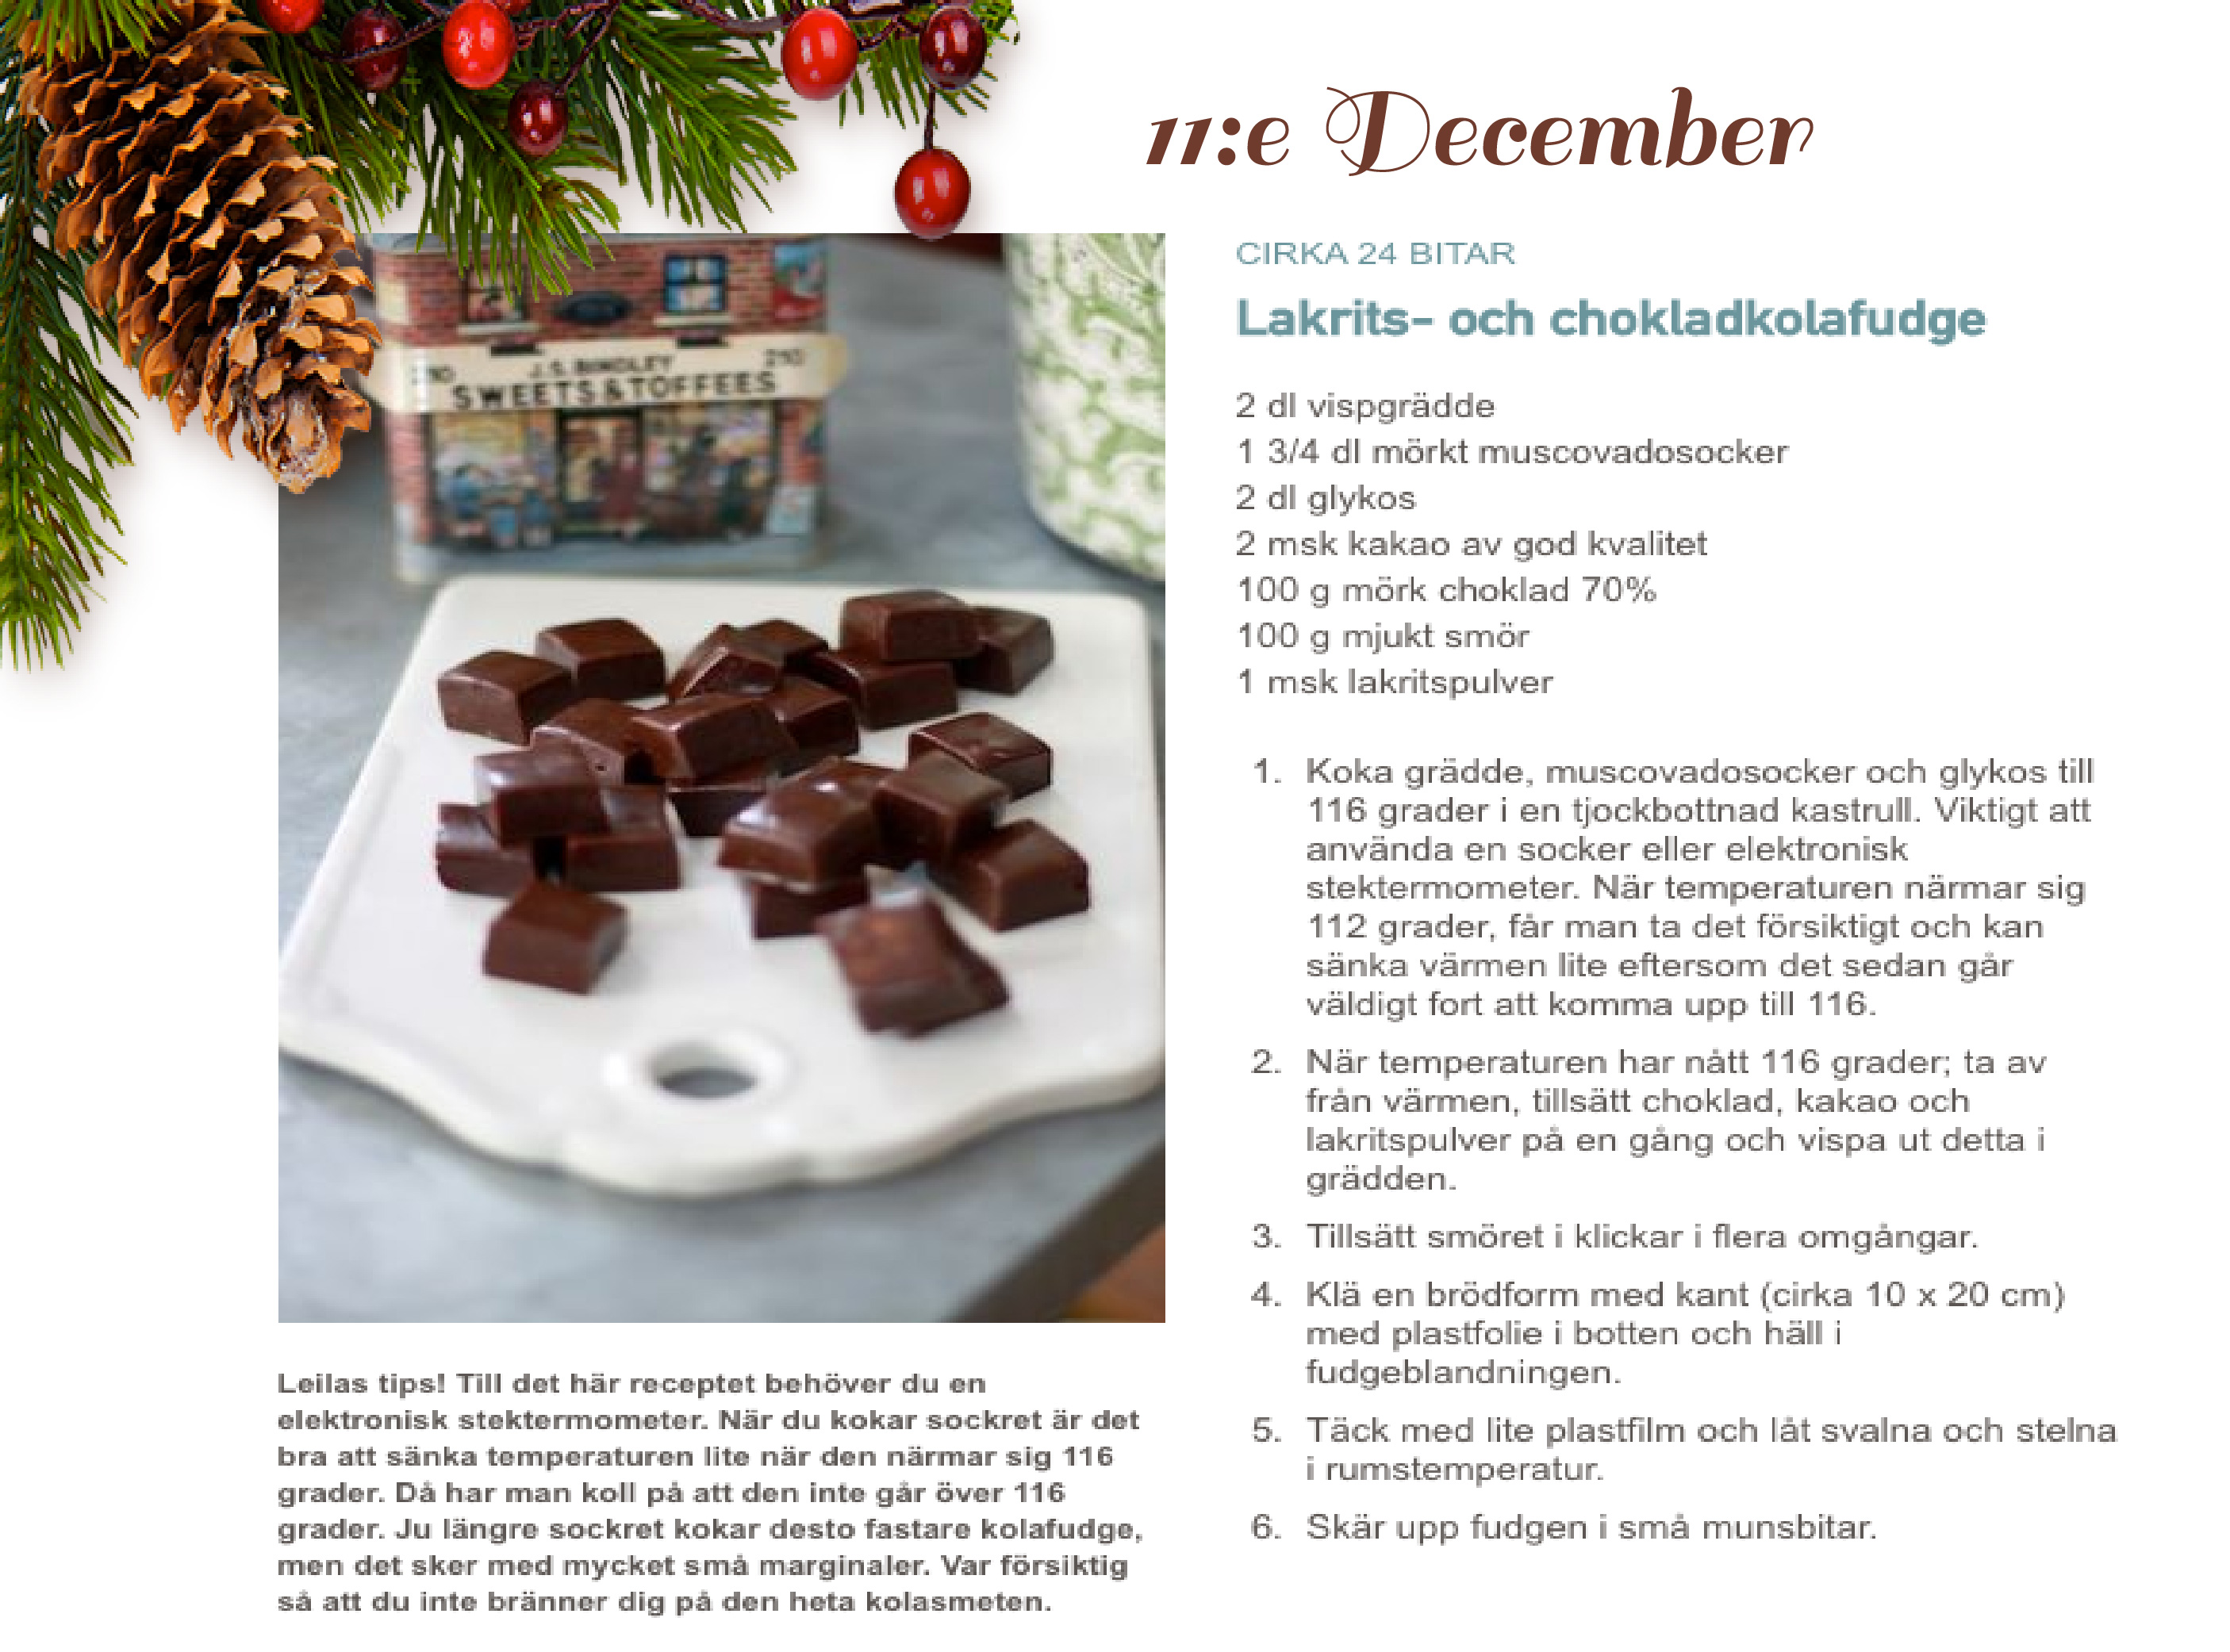 11:e December
CIRKA 24 BITAR
Lakrits- och chokladkolafudge
2 dl vispgrädde
1 3/4 dl mörkt muscovadosocker
2 dl glykos
2 msk kakao av god kvalitet
100 g mörk choklad 70%
100 g mjukt smör
1 msk lakritspulver
1. Koka grädde, muscovadosocker och glykos till
116 grader i en tjockbottnad kastrull. Viktigt att
använda en socker eller elektronisk
stektermometer. När temperaturen närmar sig
112 grader, får man ta det försiktigt och kan
sänka värmen lite eftersom det sedan går
väldigt fort att komma upp till 116.
2. När temperaturen har nått 116 grader; ta av
från värmen, tillsätt choklad, kakao och
lakritspulver på en gång och vispa ut detta i
grädden.
3. Tillsätt smöret i klickar i flera omgångar.
4. Klä en brödform med kant (cirka 10 x 20 cm)
med plastfolie i botten och häll i
fudgeblandningen.
5. Täck med lite plastfilm och låt svalna och stelna
i rumstemperatur.
6. Skär upp fudgen i små munsbitar.
J.S. BINGLEY
SWEETS & TOFFEES
Leilas tips! Till det här receptet behöver du en
elektronisk stektermometer. När du kokar sockret är det
bra att sänka temperaturen lite när den närmar sig 116
grader. Då har man koll på att den inte går över 116
grader. Ju längre sockret kokar desto fastare kolafudge,
men det sker med mycket små marginaler. Var försiktig
så att du inte bränner dig på den heta kolasmeten.